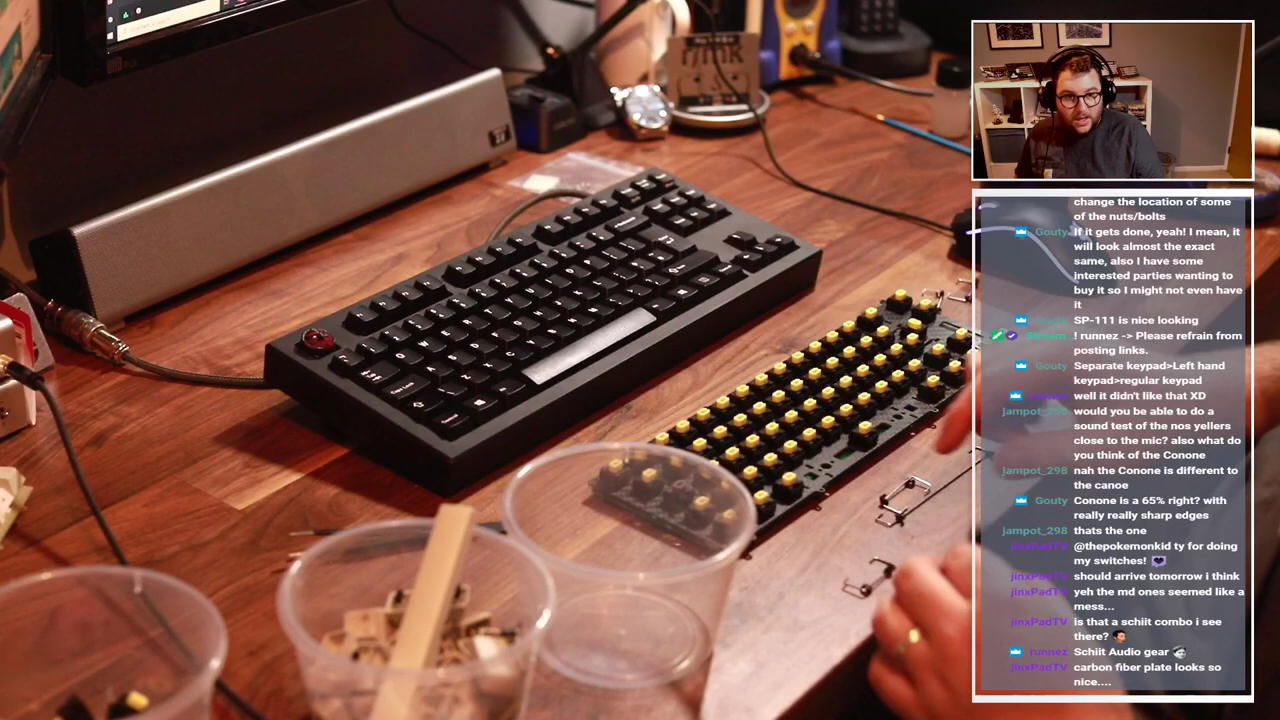 change the location of some
of the nuts/bolts
Gouty If it gets done, yeah! I mean, it
will look almost the exact
same, also I have some
interested parties wanting to
buy it so I might not even have
it
Gouty SP-111 is nice looking
! runnez -> Please refrain from
posting links.
Gouty Separate keypad>Left hand
keypad>regular keypad
runnez well it didn't like that XD
jampot_298 would you be able to do a
sound test of the nos yellers
close to the mic? also what do
you think of the Conone
jampot_298 nah the Conone is different to
the canoe
Gouty Conone is a 65% right? with
really really sharp edges
jampot_298 thats the one
jinxPadTV @thepokemonkid ty for doing
my switches!
jinxPadTV should arrive tomorrow i think
jinxPadTV yeh the md ones seemed like a
mess...
jinxPadTV is that a schiit combo i see
there?
runnez Schiit Audio gear
jinxPadTV carbon fiber plate looks so
nice....